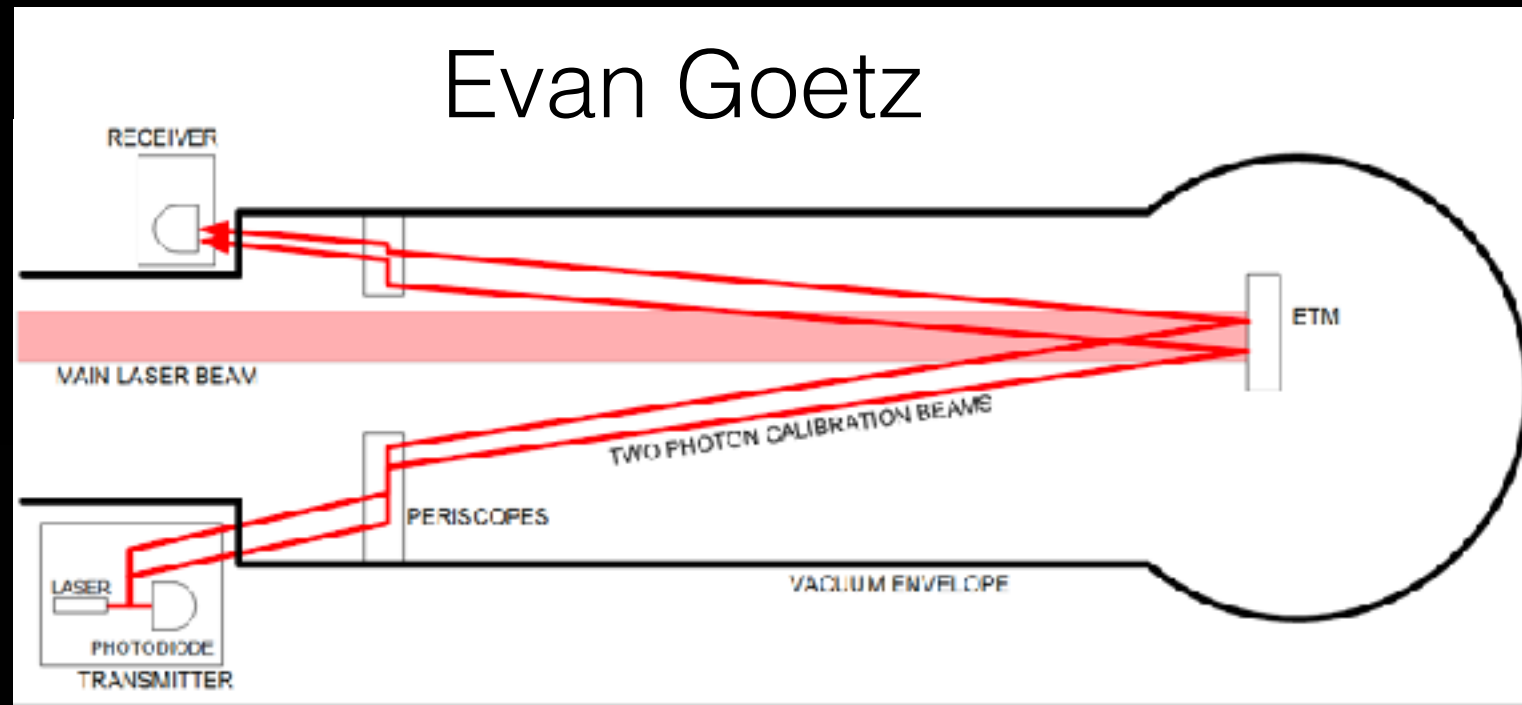 Evan Goetz
RECEIVER
ETM
MAIN LASER BEAM
TWO PHOTON CALIBRATION BEAMS
PERISCOPES
VACUUM ENVELOPE
LASER
PHOTODIODE
TRANSMITTER